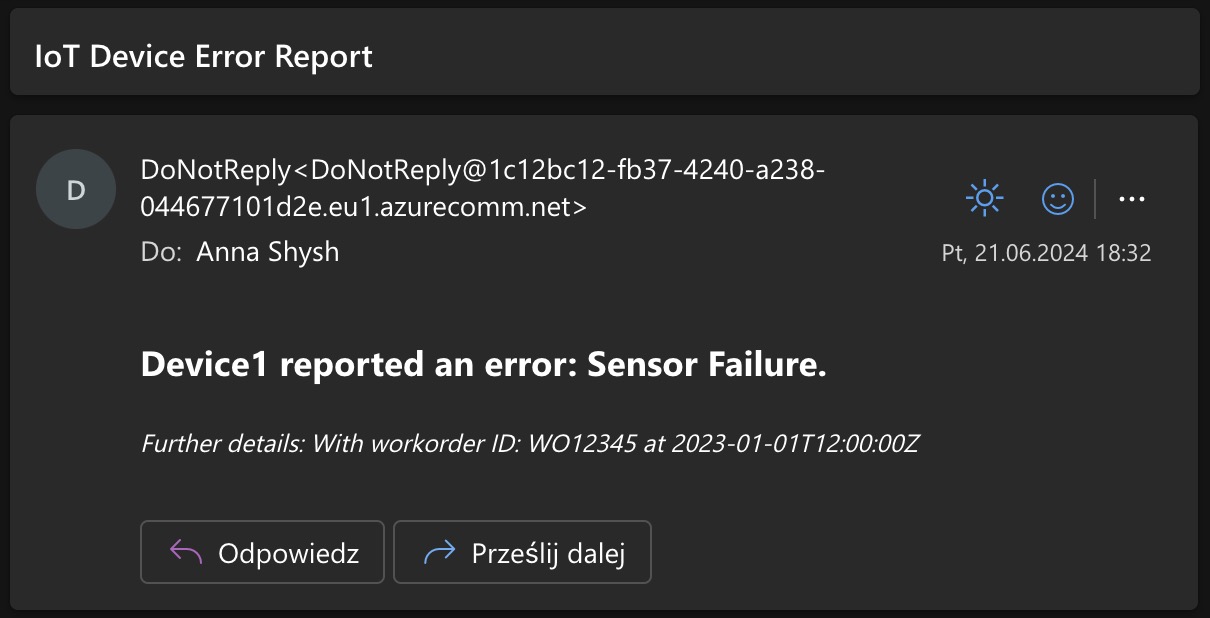 IoT Device Error Report
D
DoNotReply<DoNotReply@1c12bc12-fb37-4240-a238-
044677101d2e.eu1.azurecomm.net>
Do: Anna Shysh
Pt, 21.06.2024 18:32
Device1 reported an error: Sensor Failure.
Further details: With workorder ID: WO12345 at 2023-01-01T12:00:00Z
Odpowiedz
Prześlij dalej